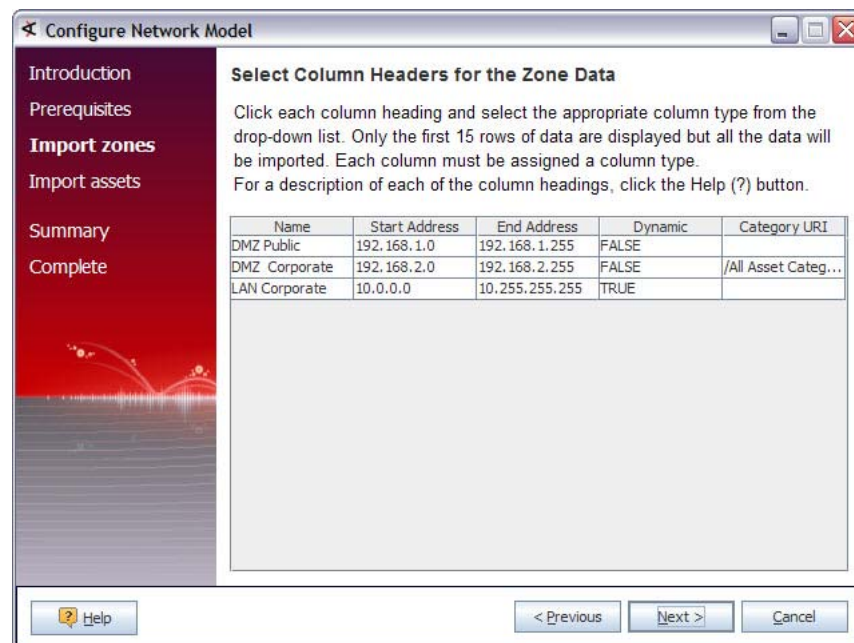 Configure Network Model
Introduction
Prerequisites
Import zones
Import assets
Summary
Complete
Select Column Headers for the Zone Data
Click each column heading and select the appropriate column type from the
drop-down list. Only the first 15 rows of data are displayed but all the data will
be imported. Each column must be assigned a column type.
For a description of each of the column headings, click the Help (?) button.
Name Start Address End Address Dynamic Category URI
DMZ Public 192.168.1.0 192.168.1.255 FALSE
DMZ Corporate 192.168.2.0 192.168.2.255 FALSE /All Asset Categ...
LAN Corporate 10.0.0.0 10.255.255.255 TRUE
Help < Previous Next > Cancel